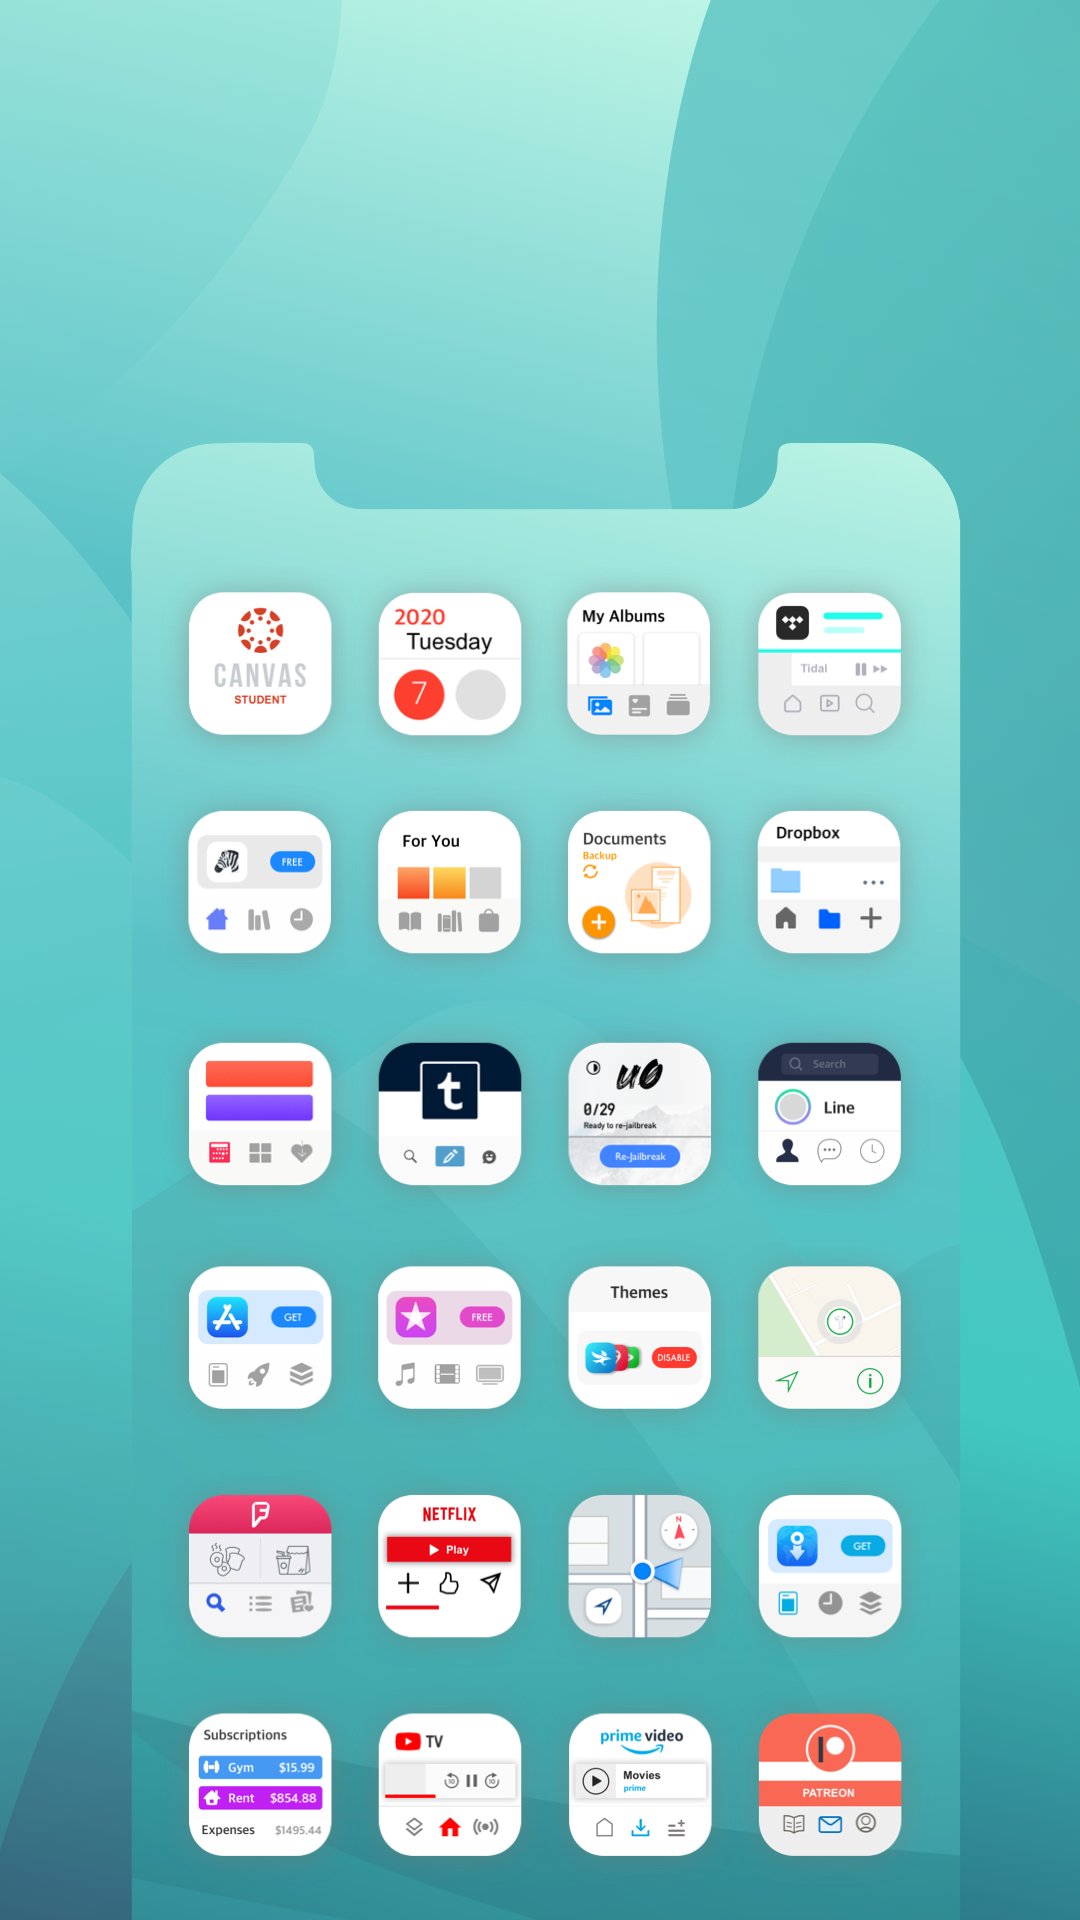 CANVAS
STUDENT
2020
Tuesday
7
My Albums
Tidal
FREE
For You
Documents
Backup
Dropbox
t
u0
0/29
Ready to re-jailbreak
Re-Jailbreak
Search
Line
GET
FREE
Themes
DISABLE
i
NETFLIX
Play
N
GET
Subscriptions
Gym $15.99
Rent $854.88
Expenses $1495.44
TV
10 10
prime video
Movies
prime
PATREON